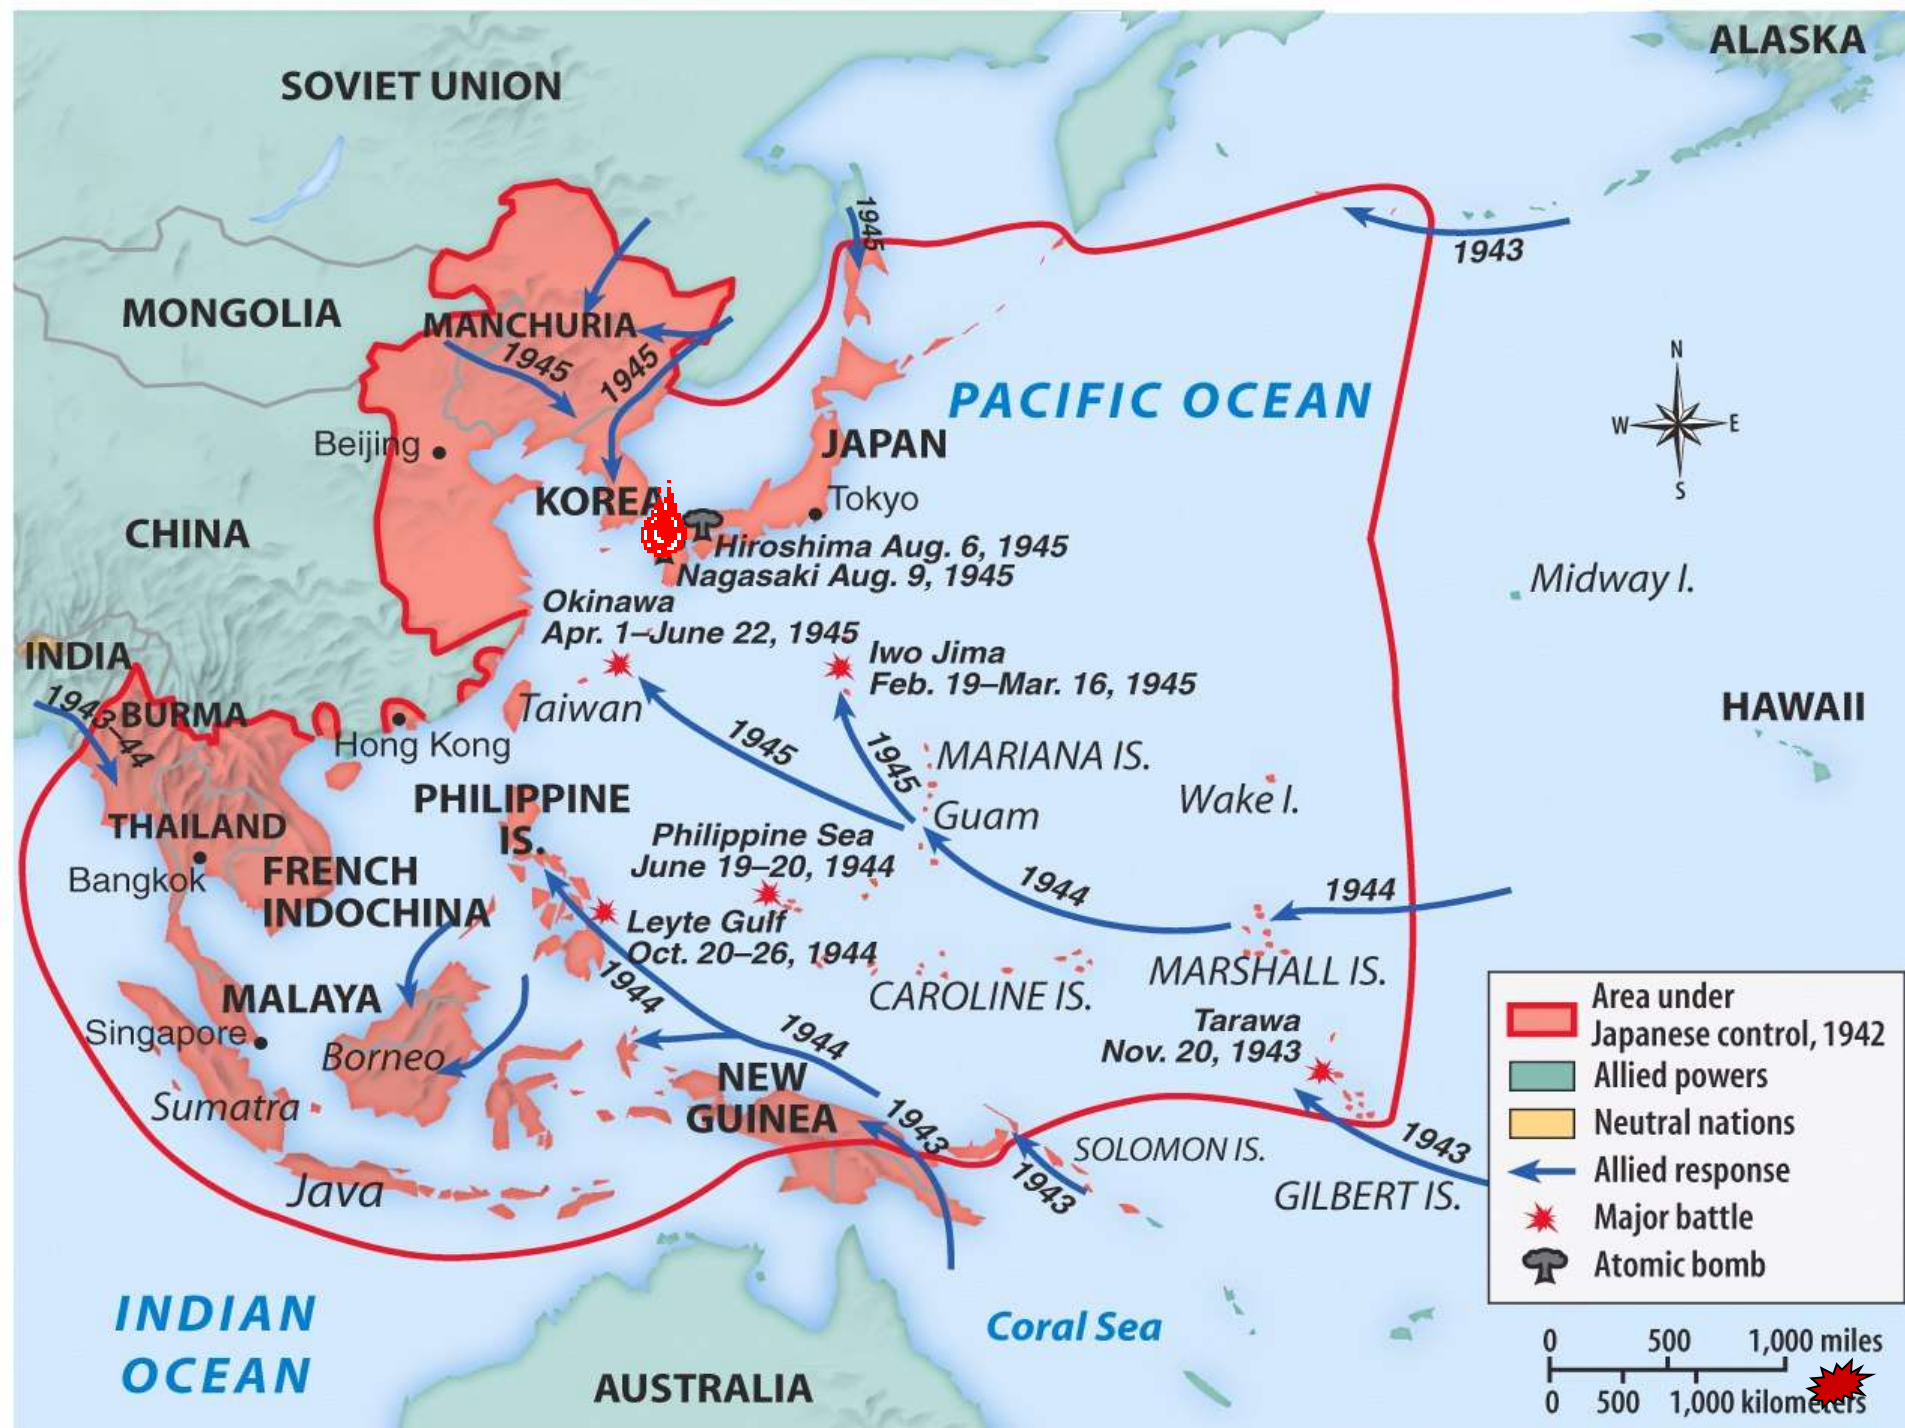 ALASKA
SOVIET UNION
1945
1943
MONGOLIA
MANCHURIA
1945
1945
N
W
E
S
PACIFIC OCEAN
Beijing
JAPAN
KOREA
Tokyo
CHINA
Hiroshima Aug. 6, 1945
Nagasaki Aug. 9, 1945
Midway I.
Okinawa
Apr. 1–June 22, 1945
INDIA
Iwo Jima
Feb. 19–Mar. 16, 1945
1943–44
BURMA
Taiwan
HAWAII
Hong Kong
1945
1945
MARIANA IS.
PHILIPPINE
IS.
Wake I.
Guam
THAILAND
Bangkok
FRENCH
INDOCHINA
Philippine Sea
June 19–20, 1944
1944
1944
Leyte Gulf
Oct. 20–26, 1944
1944
MALAYA
CAROLINE IS.
MARSHALL IS.
Singapore
Borneo
1944
Tarawa
Nov. 20, 1943
NEW
GUINEA
Sumatra
1943
1943
SOLOMON IS.
1943
GILBERT IS.
Java
Area under
Japanese control, 1942
Allied powers
Neutral nations
Allied response
Major battle
Atomic bomb
INDIAN
OCEAN
Coral Sea
AUSTRALIA
0 500 1,000 miles
0 500 1,000 kilometers